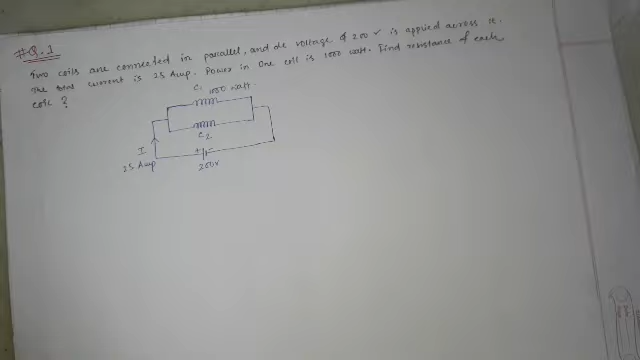 # Q.1
Two coils are connected in parallel, and dc voltage of 200 v is applied across it.
The total current is 25 Amp. Power in one coil is 1000 watt. Find resistance of each
coil ?
C1 1000 watt.
C2
I
25 Amp
+ -
200v